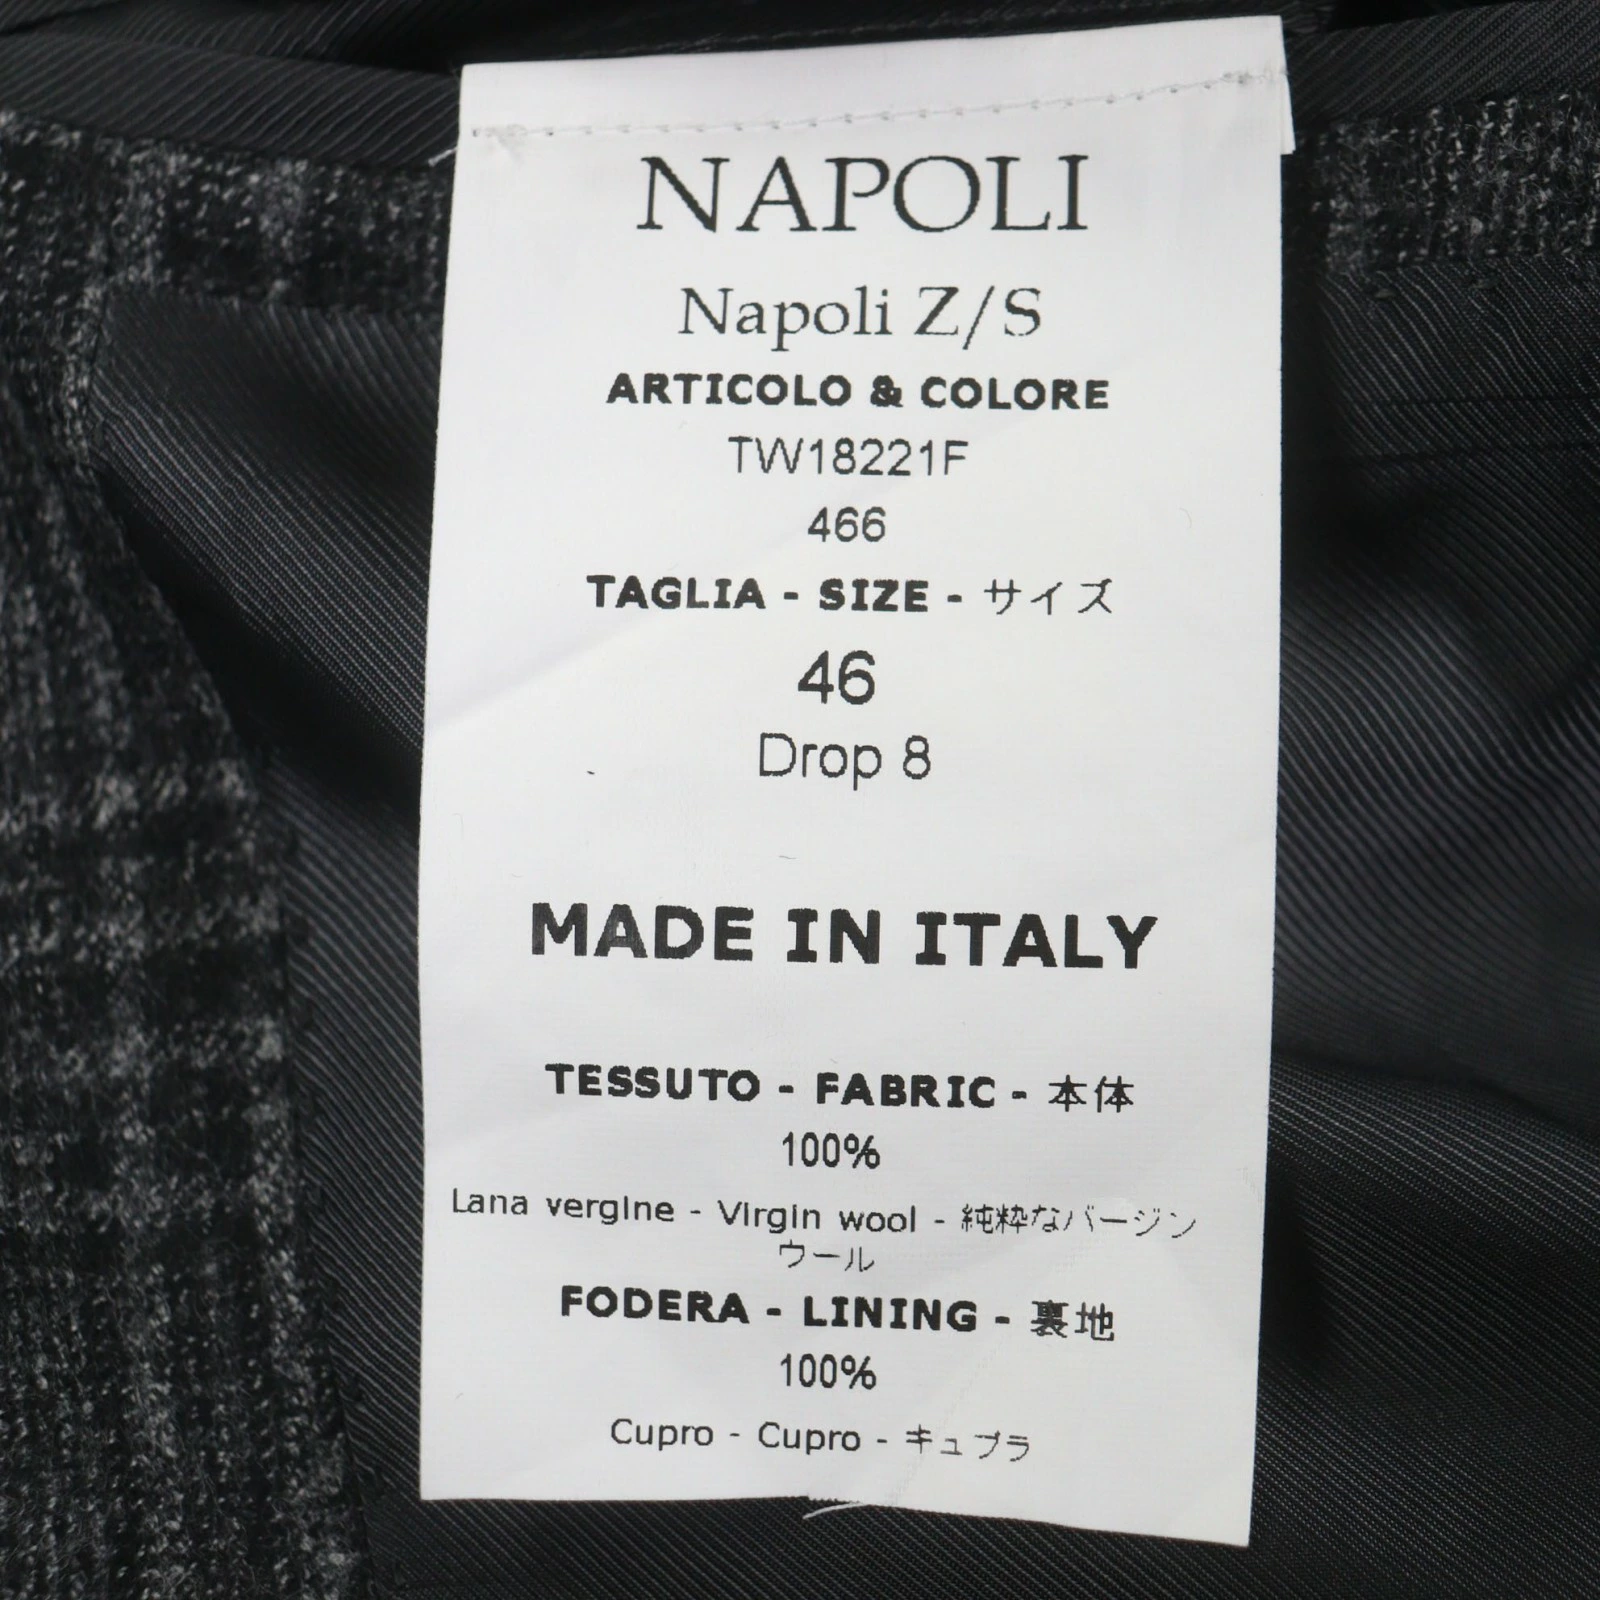 NAPOLI
Napoli Z/S
ARTICOLO & COLORE
TW18221F
466
TAGLIA - SIZE - サイズ
46
Drop 8
MADE IN ITALY
TESSUTO - FABRIC - 本体
100%
Lana vergine - Virgin wool - 純粋なバージン
ウール
FODERA - LINING - 裏地
100%
Cupro - Cupro - キュプラ